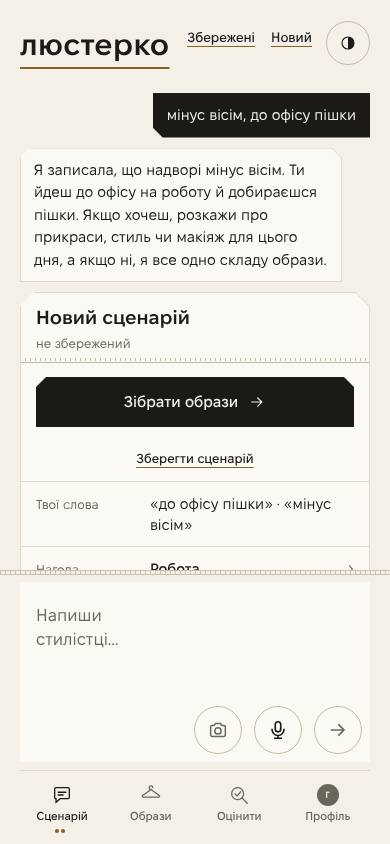 люстерко
Збережені
Новий
мінус вісім, до офісу пішки
Я записала, що надворі мінус вісім. Ти
йдеш до офісу на роботу й добираєшся
пішки. Якщо хочеш, розкажи про
прикраси, стиль чи макіяж для цього
дня, а якщо ні, я все одно складу образи.
Новий сценарій
не збережений
Зібрати образи →
Зберегти сценарій
Твої слова
«до офісу пішки» · «мінус
вісім»
Нагода
Робота
Напиши
стилістці...
Сценарій
Образи
Оцінити
г
Профіль